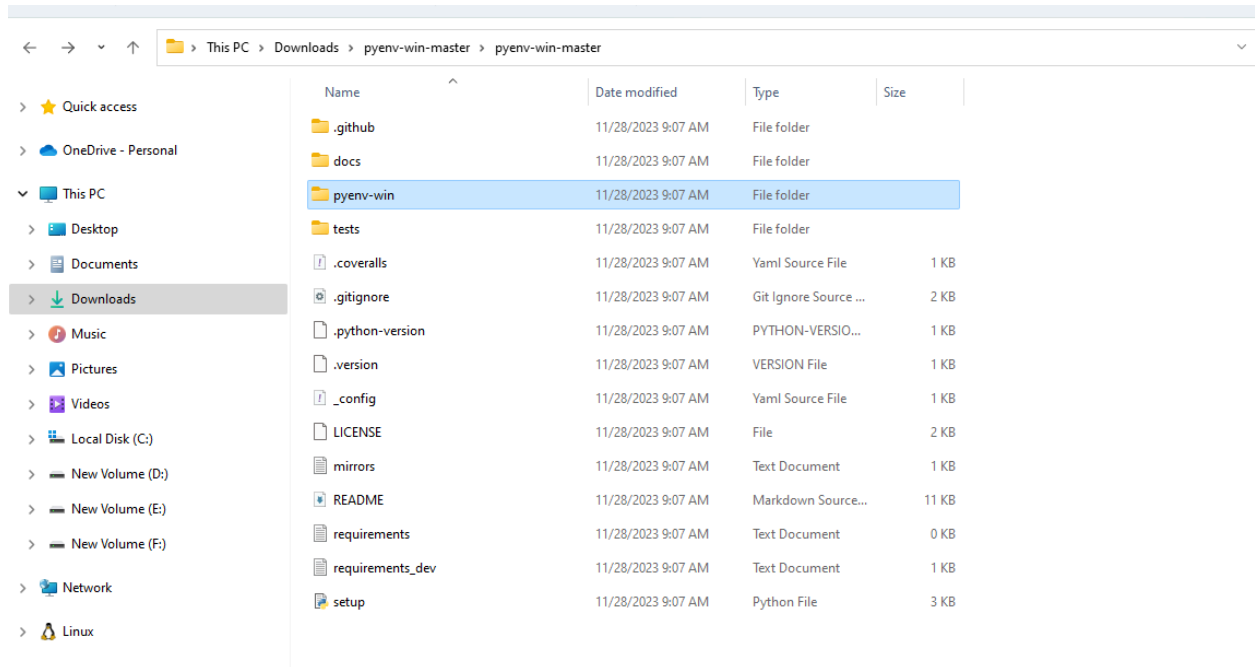 This PC > Downloads > pyenv-win-master > pyenv-win-master
Quick access
OneDrive - Personal
This PC
Desktop
Documents
Downloads
Music
Pictures
Videos
Local Disk (C:)
New Volume (D:)
New Volume (E:)
New Volume (F:)
Network
Linux
Name Date modified Type Size
.github 11/28/2023 9:07 AM File folder
docs 11/28/2023 9:07 AM File folder
pyenv-win 11/28/2023 9:07 AM File folder
tests 11/28/2023 9:07 AM File folder
.coveralls 11/28/2023 9:07 AM Yaml Source File 1 KB
.gitignore 11/28/2023 9:07 AM Git Ignore Source ... 2 KB
.python-version 11/28/2023 9:07 AM PYTHON-VERSIO... 1 KB
.version 11/28/2023 9:07 AM VERSION File 1 KB
_config 11/28/2023 9:07 AM Yaml Source File 1 KB
LICENSE 11/28/2023 9:07 AM File 2 KB
mirrors 11/28/2023 9:07 AM Text Document 1 KB
README 11/28/2023 9:07 AM Markdown Source... 11 KB
requirements 11/28/2023 9:07 AM Text Document 0 KB
requirements_dev 11/28/2023 9:07 AM Text Document 1 KB
setup 11/28/2023 9:07 AM Python File 3 KB